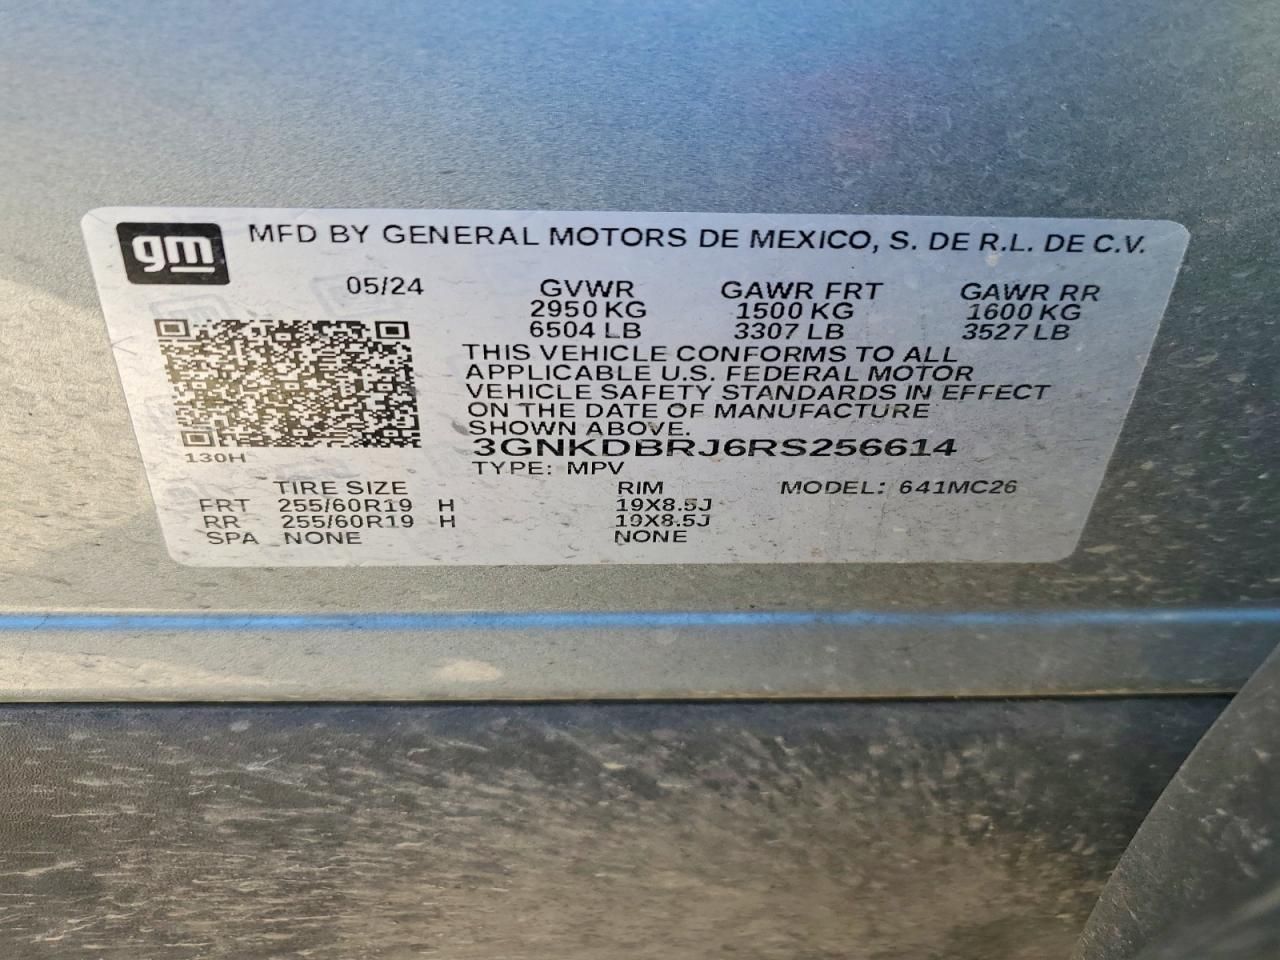 gm MFD BY GENERAL MOTORS DE MEXICO, S. DE R.L. DE C.V.
05/24 GVWR GAWR FRT GAWR RR
2950 KG 1500 KG 1600 KG
6504 LB 3307 LB 3527 LB
THIS VEHICLE CONFORMS TO ALL
APPLICABLE U.S. FEDERAL MOTOR
VEHICLE SAFETY STANDARDS IN EFFECT
ON THE DATE OF MANUFACTURE
SHOWN ABOVE.
3GNKDBRJ6RS256614
130H TYPE: MPV
TIRE SIZE RIM MODEL: 641MC26
FRT 255/60R19 H 19X8.5J
RR 255/60R19 H 19X8.5J
SPA NONE NONE